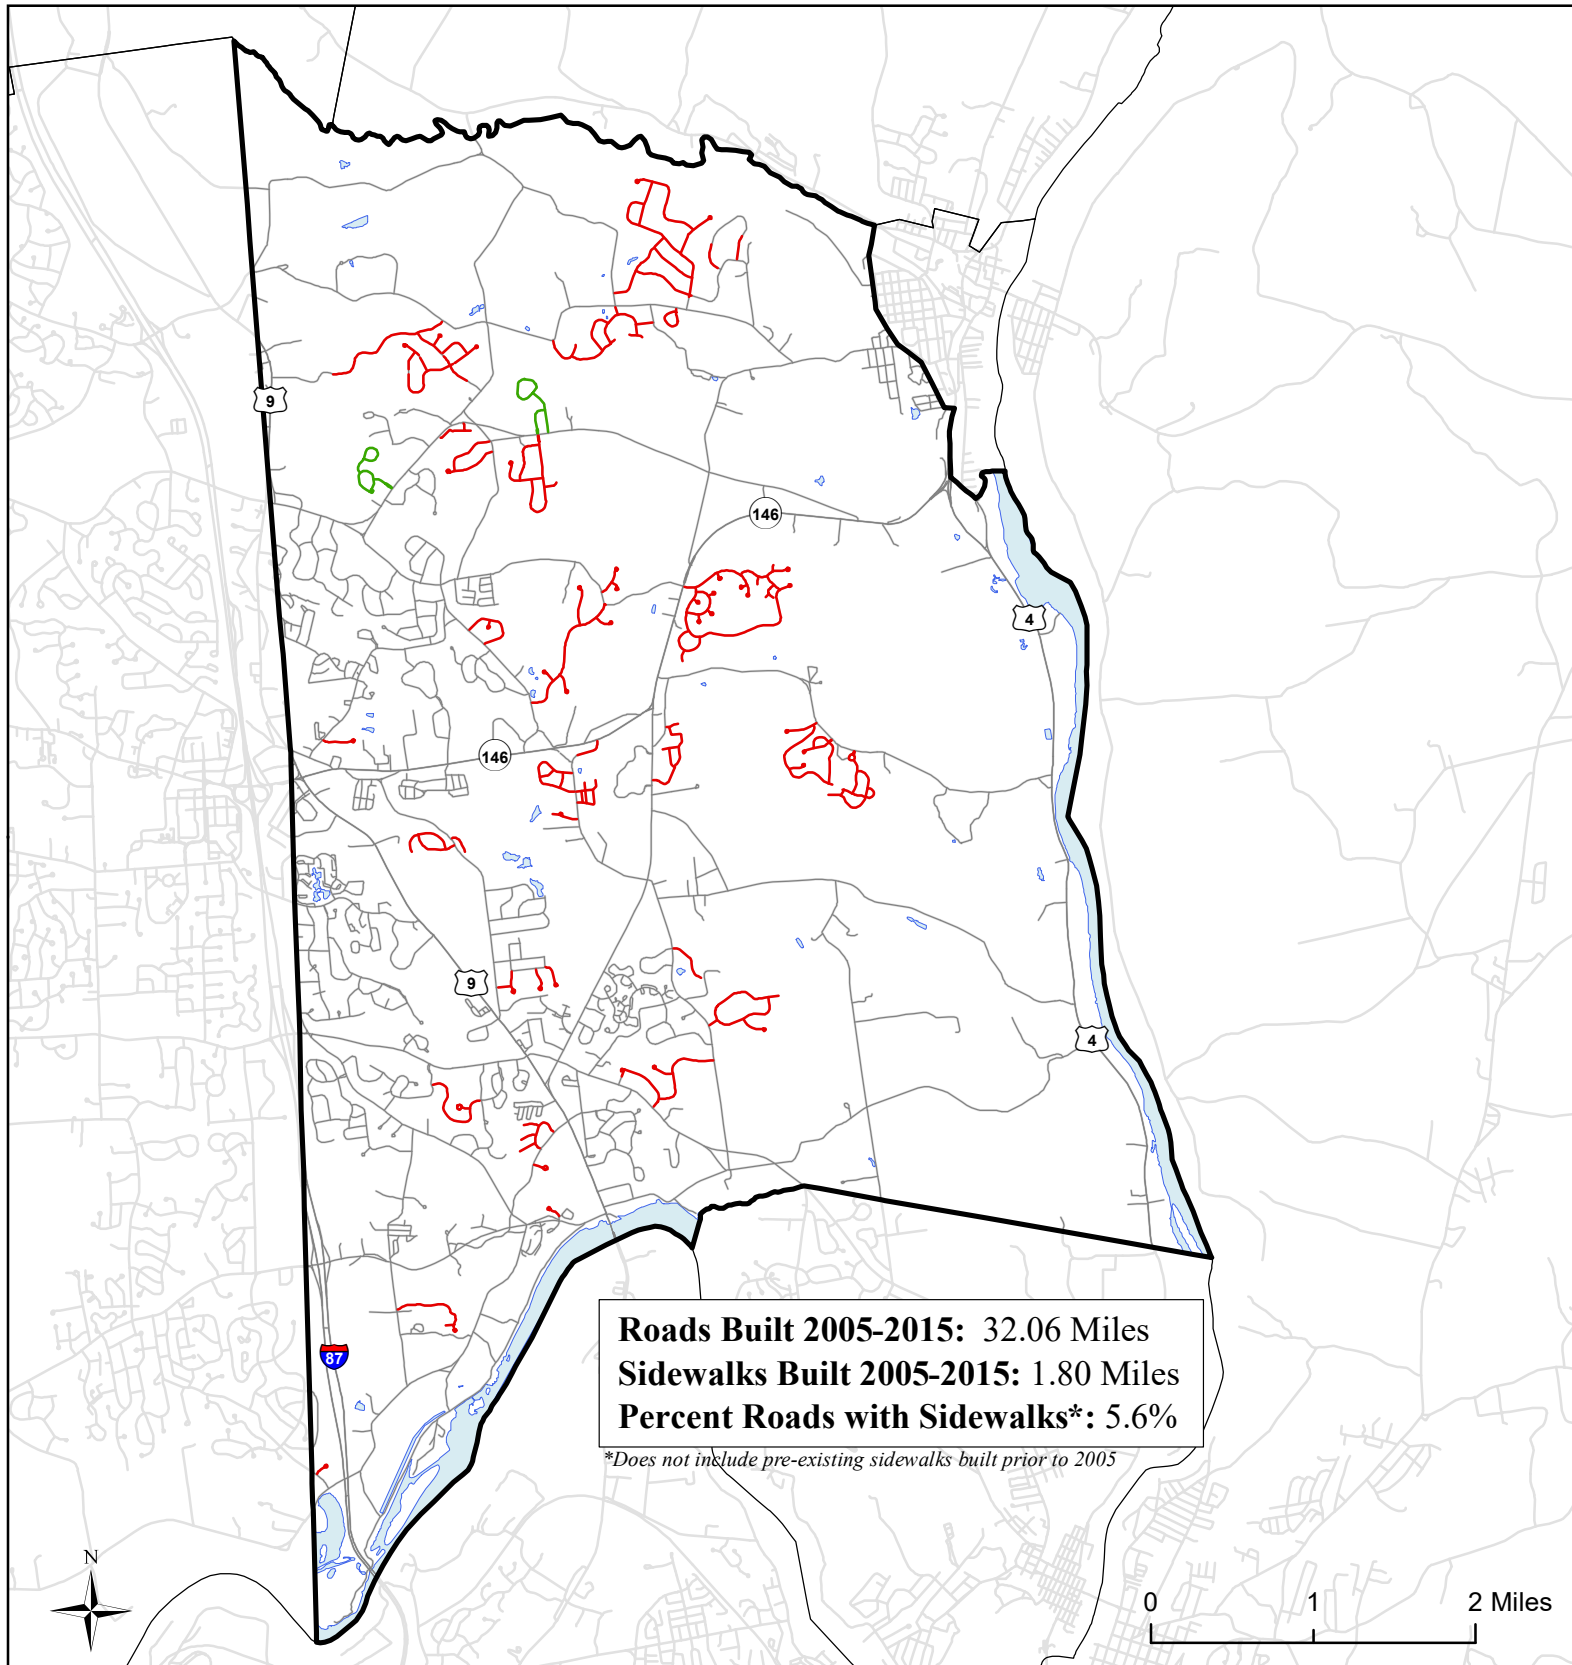 9
146
4
146
9
4
Roads Built 2005-2015: 32.06 Miles
Sidewalks Built 2005-2015: 1.80 Miles
Percent Roads with Sidewalks*: 5.6%
*Does not include pre-existing sidewalks built prior to 2005
87
N
0 1 2 Miles